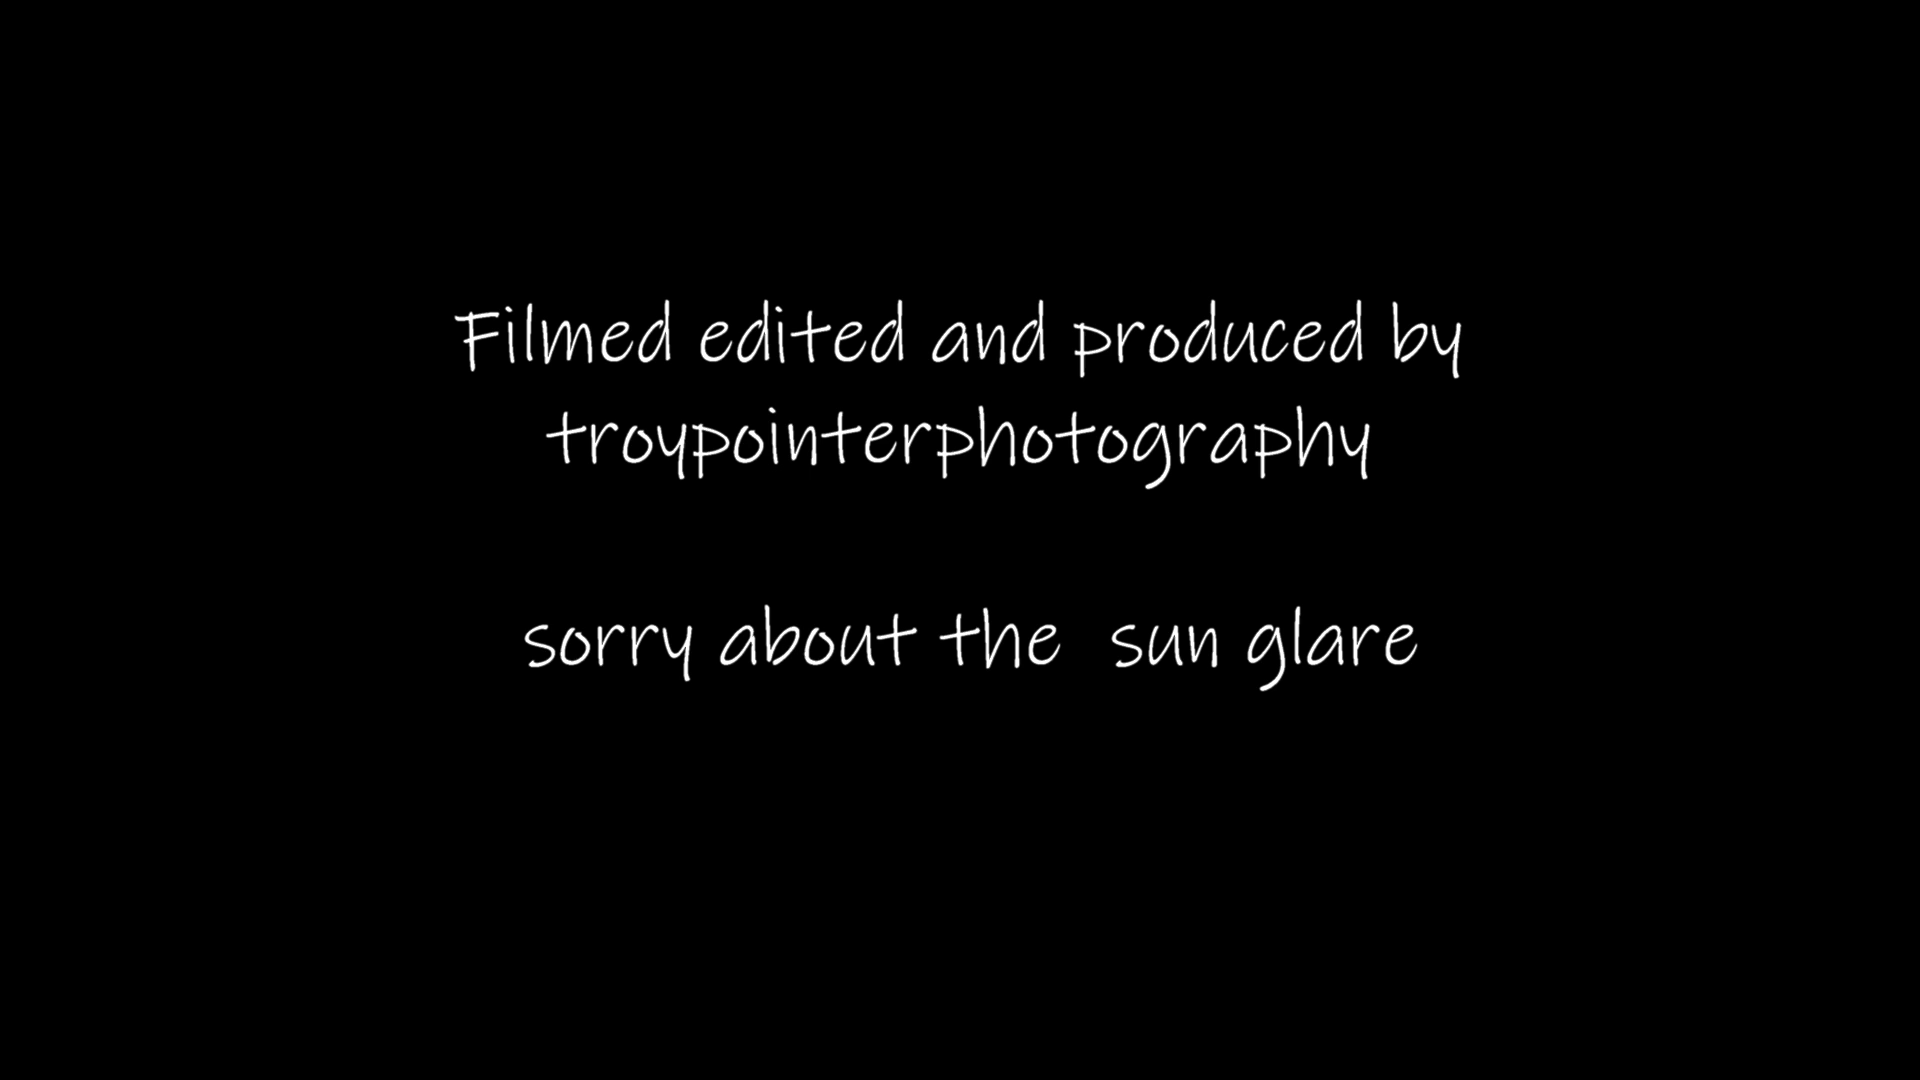 Filmed edited and produced by
troypointerphotography
sorry about the  sun glare